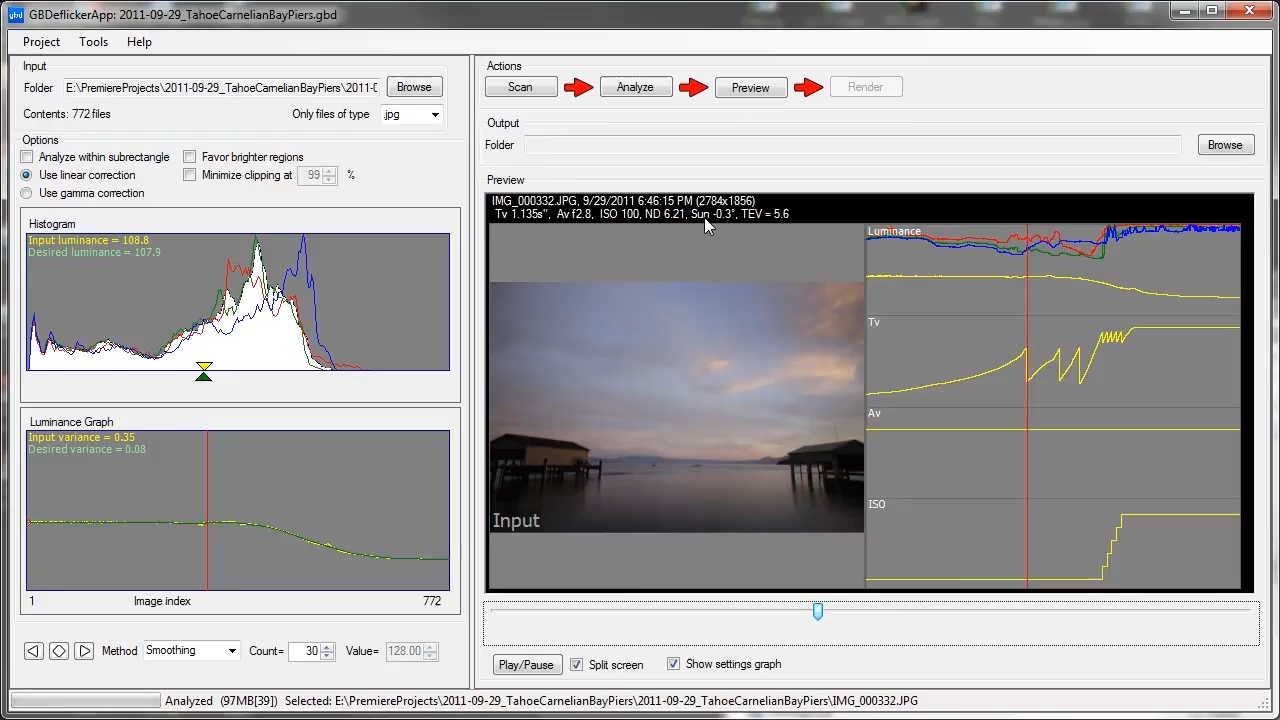 gbd GBDeflickerApp: 2011-09-29_TahoeCarnelianBayPiers.gbd
Project Tools Help
Input
Folder E:\PremiereProjects\2011-09-29_TahoeCarnelianBayPiers\2011-0 Browse
Contents: 772 files Only files of type .jpg
Options
Analyze within subrectangle Favor brighter regions
Use linear correction Minimize clipping at 99 %
Use gamma correction
Histogram
Input luminance = 108.8
Desired luminance = 107.9
Luminance Graph
Input variance = 0.35
Desired variance = 0.08
1 Image index 772
Method Smoothing Count= 30 Value= 128.00
Actions
Scan Analyze Preview Render
Output
Folder Browse
Preview
IMG_000332.JPG, 9/29/2011 6:46:15 PM (2784x1856)
Tv 1.135s", Av f2.8, ISO 100, ND 6.21, Sun -0.3°, TEV = 5.6
Luminance
Tv
Av
ISO
Input
Play/Pause Split screen Show settings graph
Analyzed (97MB[39]) Selected: E:\PremiereProjects\2011-09-29_TahoeCarnelianBayPiers\2011-09-29_TahoeCarnelianBayPiers\IMG_000332.JPG